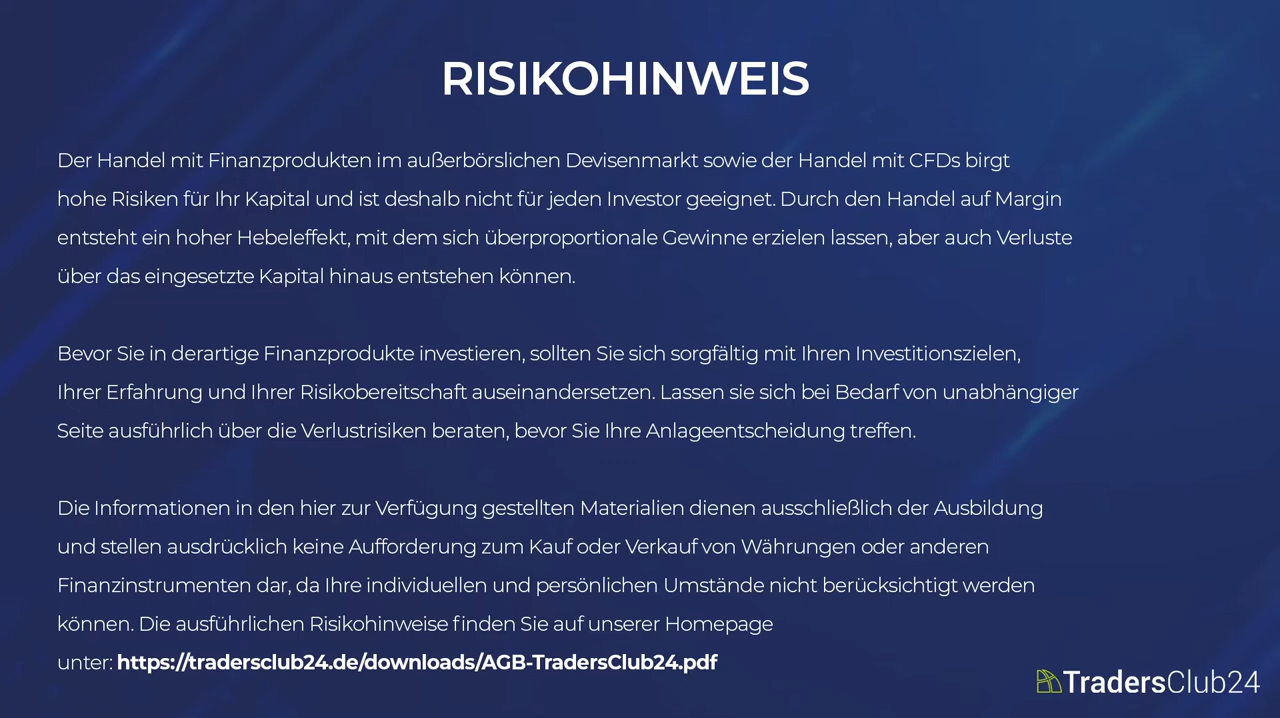 RISIKOHINWEIS
Der Handel mit Finanzprodukten im außerbörslichen Devisenmarkt sowie der Handel mit CFDs birgt
hohe Risiken für Ihr Kapital und ist deshalb nicht für jeden Investor geeignet. Durch den Handel auf Margin
entsteht ein hoher Hebeleffekt, mit dem sich überproportionale Gewinne erzielen lassen, aber auch Verluste
über das eingesetzte Kapital hinaus entstehen können.
Bevor Sie in derartige Finanzprodukte investieren, sollten Sie sich sorgfältig mit Ihren Investitionszielen,
Ihrer Erfahrung und Ihrer Risikobereitschaft auseinandersetzen. Lassen sie sich bei Bedarf von unabhängiger
Seite ausführlich über die Verlustrisiken beraten, bevor Sie Ihre Anlageentscheidung treffen.
Die Informationen in den hier zur Verfügung gestellten Materialien dienen ausschließlich der Ausbildung
und stellen ausdrücklich keine Aufforderung zum Kauf oder Verkauf von Währungen oder anderen
Finanzinstrumenten dar, da Ihre individuellen und persönlichen Umstände nicht berücksichtigt werden
können. Die ausführlichen Risikohinweise finden Sie auf unserer Homepage
unter: https://tradersclub24.de/downloads/AGB-TradersClub24.pdf
TradersClub24